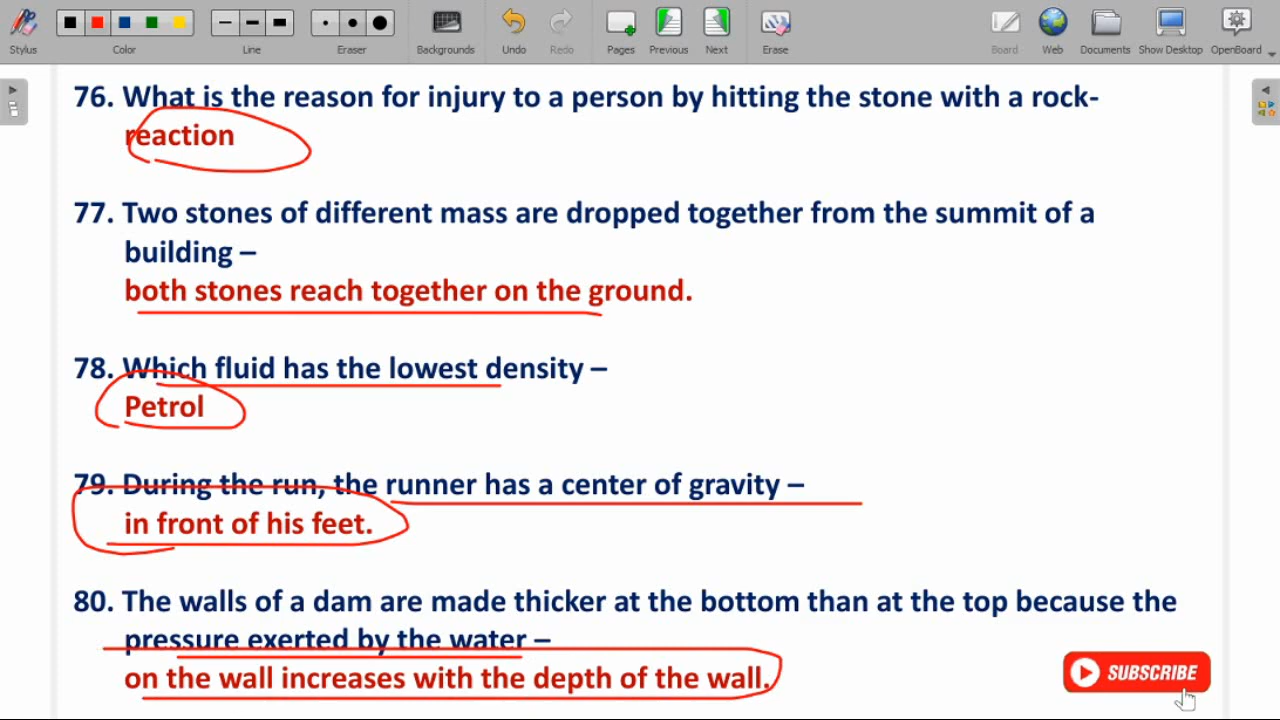 Stylus
Color
Line
Eraser
Backgrounds
Undo
Redo
Pages
Previous
Next
Erase
Board
Web
Documents
Show Desktop
OpenBoard
76. What is the reason for injury to a person by hitting the stone with a rock-
reaction
77. Two stones of different mass are dropped together from the summit of a
building –
both stones reach together on the ground.
78. Which fluid has the lowest density –
Petrol
79. During the run, the runner has a center of gravity –
in front of his feet.
80. The walls of a dam are made thicker at the bottom than at the top because the
pressure exerted by the water –
on the wall increases with the depth of the wall.
SUBSCRIBE